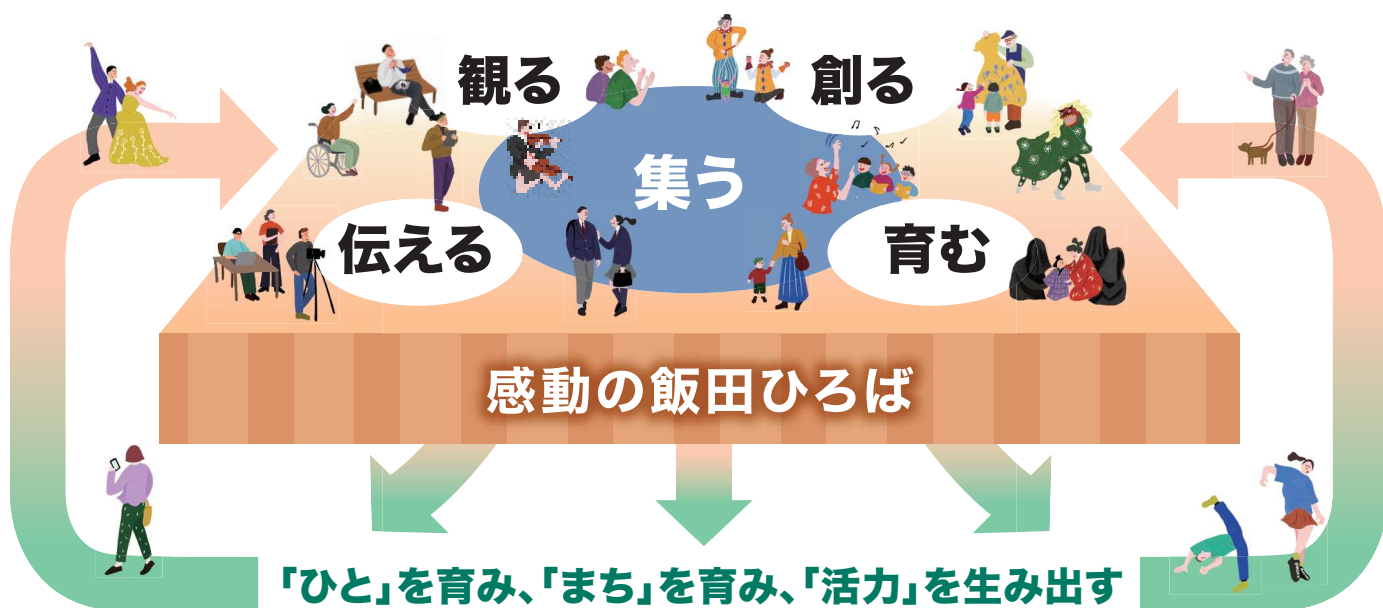 観る
創る
集う
伝える
育む
感動の飯田ひろば
「ひと」を育み、「まち」を育み、「活力」を生み出す